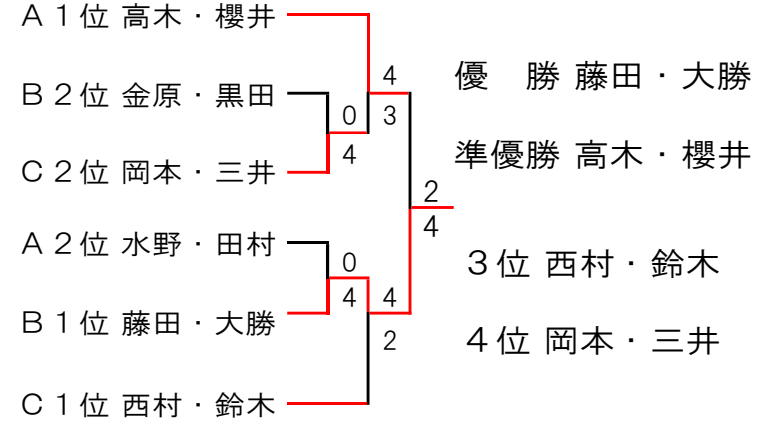 A１位 高木・櫻井
B２位 金原・黒田
C２位 岡本・三井
A２位 水野・田村
B１位 藤田・大勝
C１位 西村・鈴木
4
0
3
4
2
4
0
4
4
2
優　勝 藤田・大勝
準優勝 高木・櫻井
３位 西村・鈴木
４位 岡本・三井